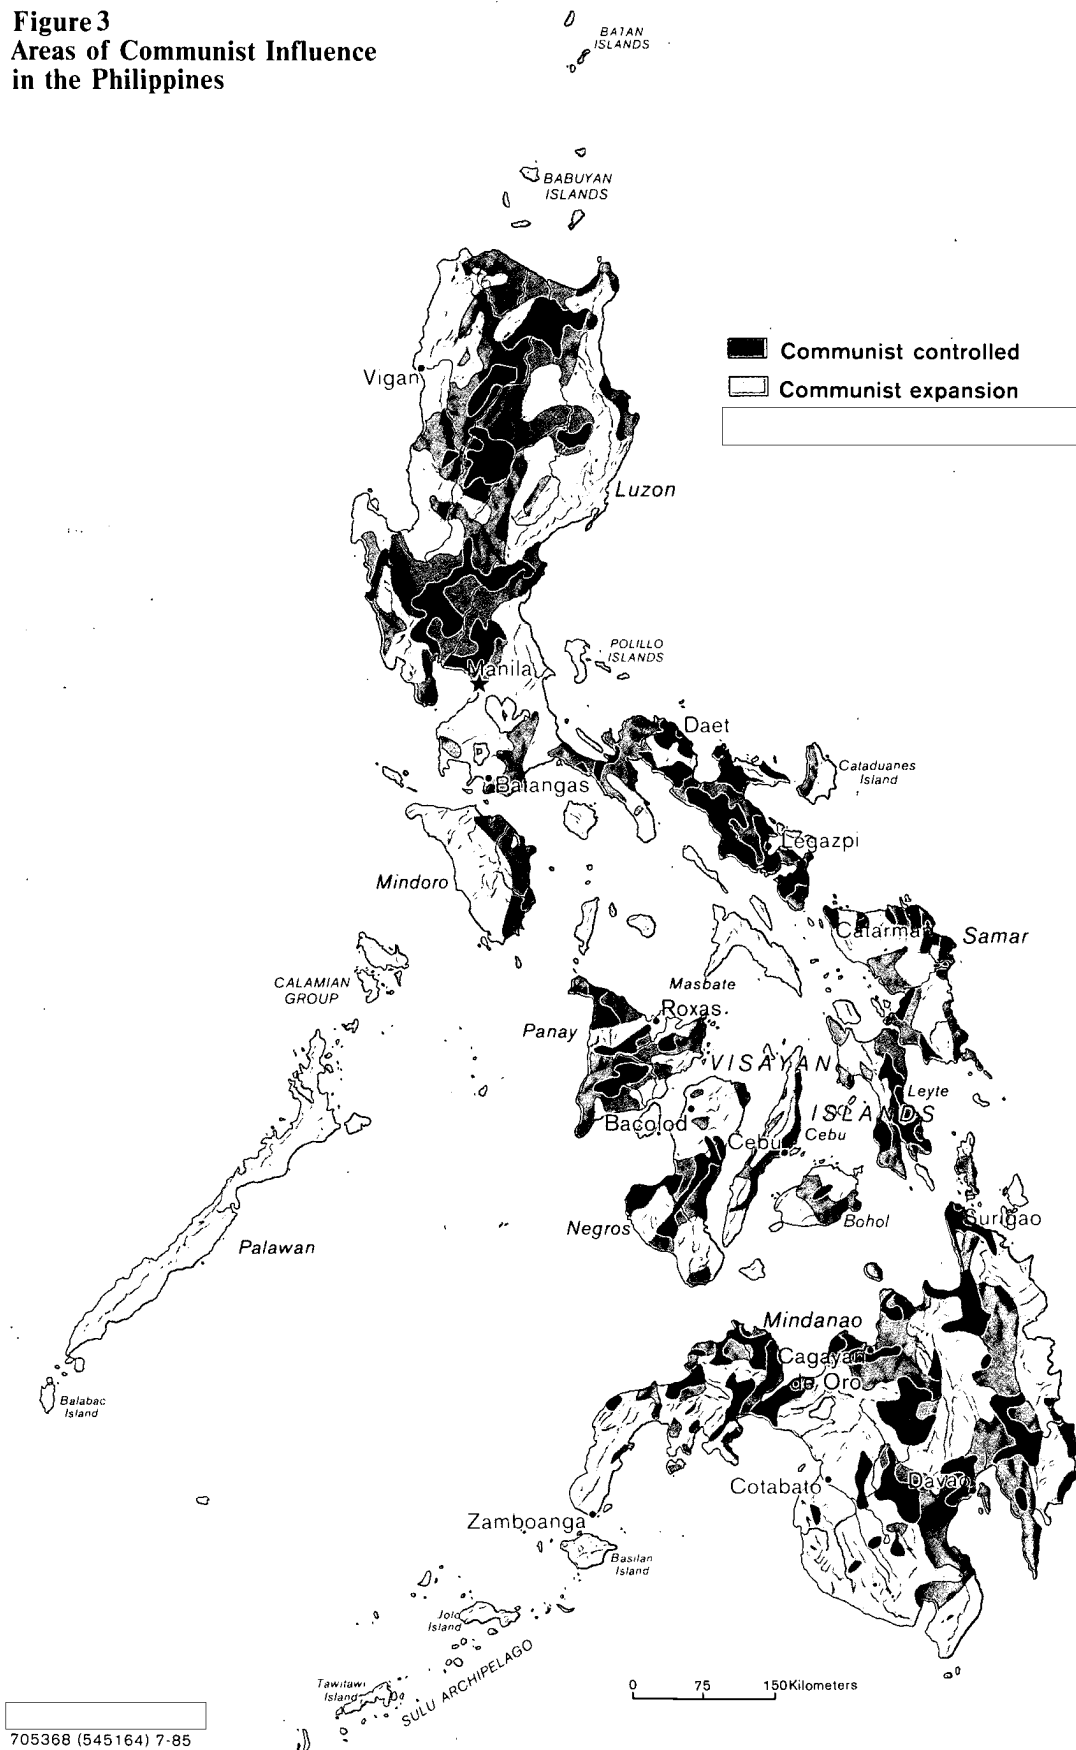 Figure 3
Areas of Communist Influence
in the Philippines
BATAN
ISLANDS
BABUYAN
ISLANDS
Communist controlled
Communist expansion
Vigan
Luzon
POLILLO
ISLANDS
Manila
Daet
Cataduanes
Island
Batangas
Legazpi
Mindoro
Catarman
Samar
CALAMIAN
GROUP
Masbate
Roxas
Panay
VISAYAN
ISLANDS
Leyte
Bacolod
Cebu
Cebu
Negros
Bohol
Surigao
Palawan
Mindanao
Cagayan
de Oro
Balabac
Island
Cotabato
Davao
Zamboanga
Basilan
Island
Jolo
Island
SULU ARCHIPELAGO
Tawitawi
Island
0 75 150 Kilometers
705368 (545164) 7-85